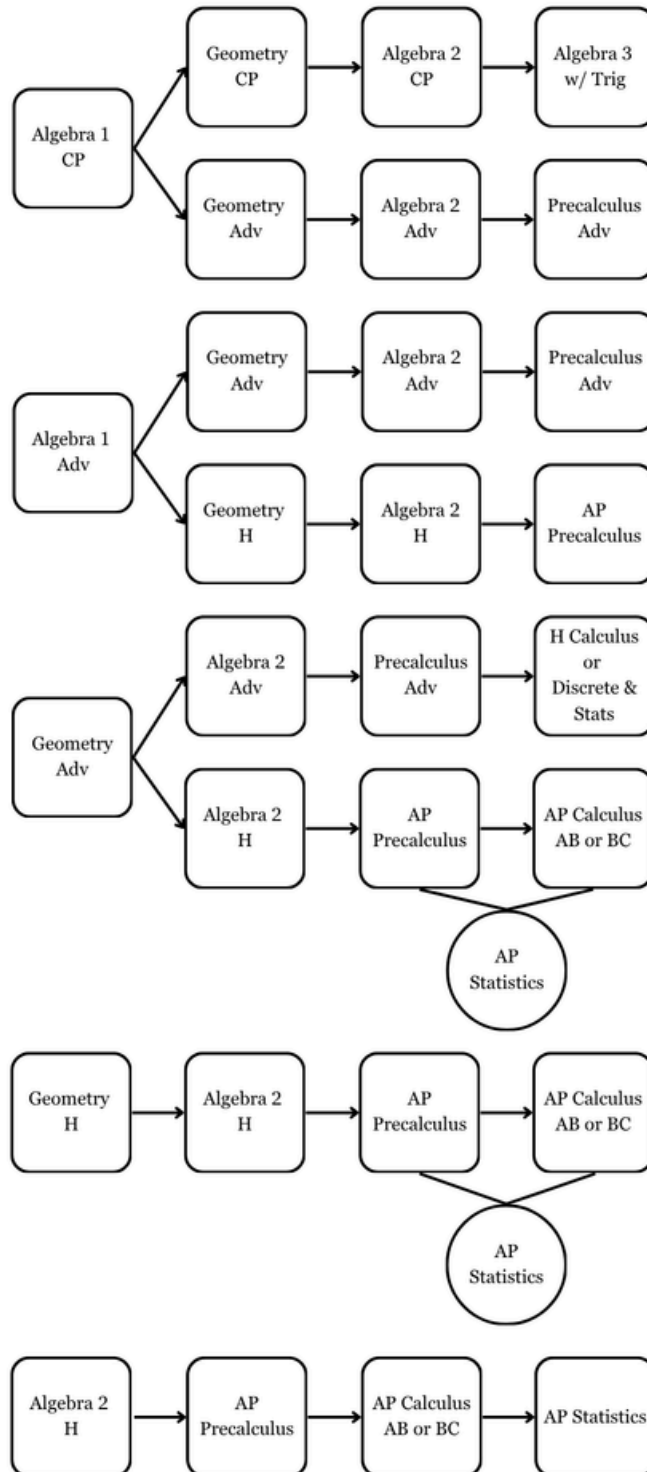 Geometry
CP
Algebra 2
CP
Algebra 3
w/ Trig
Algebra 1
CP
Geometry
Adv
Algebra 2
Adv
Precalculus
Adv
Geometry
Adv
Algebra 2
Adv
Precalculus
Adv
Algebra 1
Adv
Geometry
H
Algebra 2
H
AP
Precalculus
Algebra 2
Adv
Precalculus
Adv
H Calculus
or
Discrete &
Stats
Geometry
Adv
Algebra 2
H
AP
Precalculus
AP Calculus
AB or BC
AP
Statistics
Geometry
H
Algebra 2
H
AP
Precalculus
AP Calculus
AB or BC
AP
Statistics
Algebra 2
H
AP
Precalculus
AP Calculus
AB or BC
AP Statistics